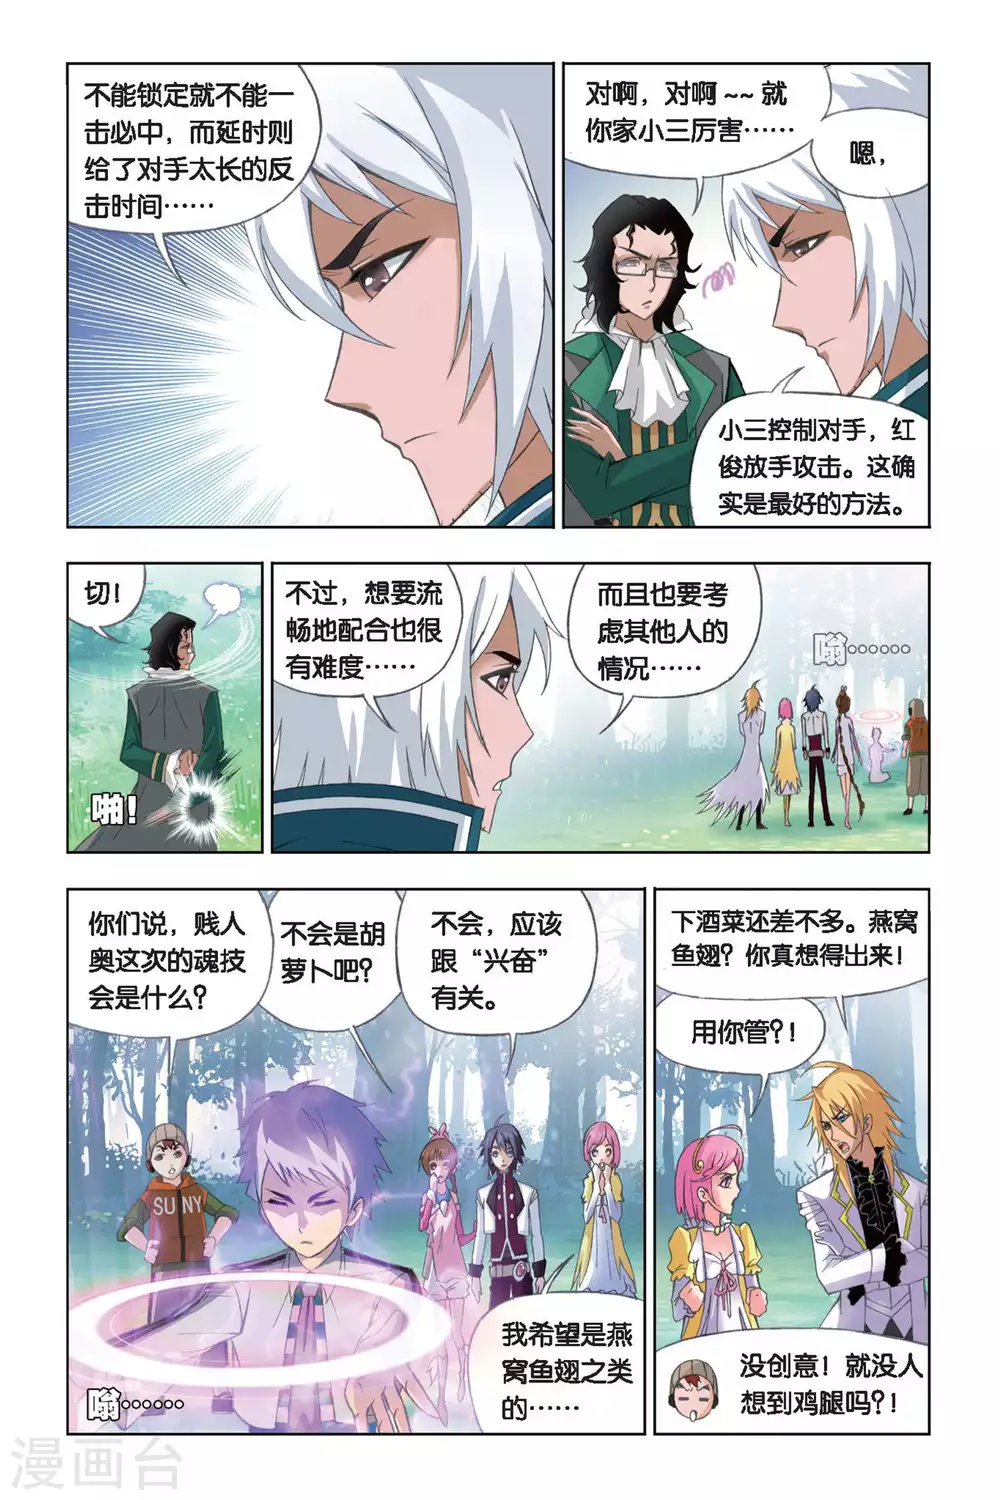 不能锁定就不能一
击必中，而延时则
给了对手太长的反
击时间……
对啊，对啊~~就
你家小三厉害……
嗯，
小三控制对手，红
俊放手攻击。这确
实是最好的方法。
切！
啪！
不过，想要流
畅地配合也很
有难度……
而且也要考
虑其他人的
情况……
嗡……
你们说，贱人
奥这次的魂技
会是什么？
不会是胡
萝卜吧？
不会，应该
跟“兴奋”
有关。
SUNY
我希望是燕
窝鱼翅之类
的……
嗡……
下酒菜还差不多。燕窝
鱼翅？你真想得出来！
用你管？！
没创意！就没人
想到鸡腿吗？！
漫画台